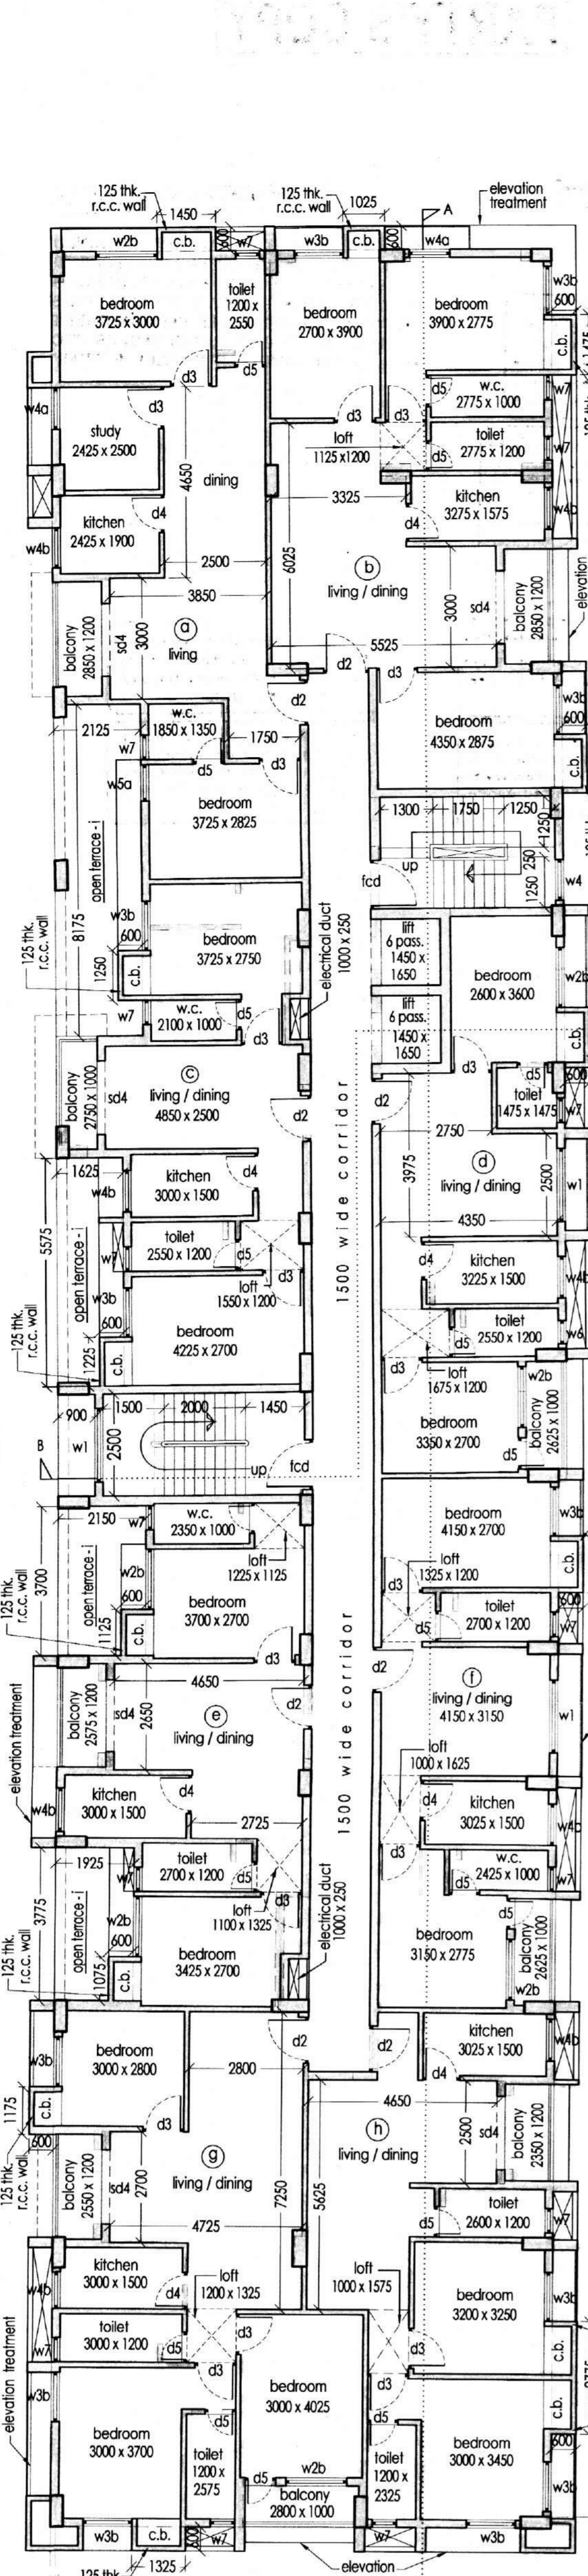 125 thk.
r.c.c. wall
1450
125 thk.
r.c.c. wall
1025
A
elevation
treatment
w2b
c.b.
600
w7
w3b
c.b.
600
w4a
bedroom
3725 x 3000
toilet
1200 x
2550
bedroom
2700 x 3900
bedroom
3900 x 2775
w3b
600
c.b.
1475
d3
d5
d5
w.c.
2775 x 1000
w7
w4a
d3
d3
d3
study
2425 x 2500
4650
dining
loft
1125 x1200
d5
toilet
2775 x 1200
w7
kitchen
2425 x 1900
d4
3325
kitchen
3275 x 1575
w4b
w4b
d4
2500
6025
b
living / dining
3850
balcony
2850 x 1200
sd4
3000
a
living
3000
sd4
balcony
2850 x 1200
elevation
5525
d2
d3
w.c.
1850 x 1350
d2
2125
w7
1750
bedroom
4350 x 2875
w3b
600
c.b.
d5
d3
w5a
bedroom
3725 x 2825
open terrace - i
1300
1750
1250
1250
up
250
1250
w4
fcd
8175
w3b
600
125 thk.
r.c.c. wall
1250
c.b.
bedroom
3725 x 2750
electrical duct
1000 x 250
lift
6 pass.
1450 x
1650
bedroom
2600 x 3600
w2b
w7
w.c.
2100 x 1000
d5
d3
lift
6 pass.
1450 x
1650
c.b.
d3
d5
600
balcony
2750 x 1000
sd4
c
living / dining
4850 x 2500
d2
d2
toilet
1475 x 1475
w7
2750
1625
kitchen
3000 x 1500
d4
w4b
1500 wide corridor
3975
d
living / dining
2500
w1
4350
5575
open terrace - i
w7
toilet
2550 x 1200
d5
d4
kitchen
3225 x 1500
w4b
w3b
600
loft
1550 x 1200
d3
toilet
2550 x 1200
d5
w6
125 thk.
r.c.c. wall
1225
c.b.
bedroom
4225 x 2700
d3
loft
1675 x 1200
w2b
bedroom
3350 x 2700
balcony
2625 x 1000
d5
900
1500
2000
1450
B
w1
2500
up
fcd
2150
w7
w.c.
2350 x 1000
bedroom
4150 x 2700
w3b
3700
open terrace - i
w2b
600
loft
1225 x 1125
loft
1325 x 1200
c.b.
d3
125 thk.
r.c.c. wall
1125
c.b.
bedroom
3700 x 2700
d5
toilet
2700 x 1200
600
w7
d3
4650
d2
d2
elevation treatment
balcony
2575 x 1200
sd4
2650
e
living / dining
1500 wide corridor
f
living / dining
4150 x 3150
w1
loft
1000 x 1625
w4b
kitchen
3000 x 1500
d4
2725
d4
kitchen
3025 x 1500
w4b
1925
w7
toilet
2700 x 1200
d5
d3
w.c.
2425 x 1000
d5
w7
3775
open terrace - i
w2b
600
loft
1100 x 1325
d3
electrical duct
1000 x 250
d5
125 thk.
r.c.c. wall
1075
c.b.
bedroom
3425 x 2700
bedroom
3150 x 2775
balcony
2625 x 1000
w2b
w3b
bedroom
3000 x 2800
2800
d2
d2
kitchen
3025 x 1500
w4b
d4
1175
c.b.
d3
4650
125 thk.
r.c.c. wall
600
balcony
2550 x 1200
sd4
2700
g
living / dining
7250
5625
h
living / dining
2500
sd4
balcony
2350 x 1200
4725
d5
toilet
2600 x 1200
w7
w4b
kitchen
3000 x 1500
d4
loft
1200 x 1325
loft
1000 x 1575
bedroom
3200 x 3250
w3b
w7
toilet
3000 x 1200
d5
d3
d3
c.b.
elevation treatment
w3b
d3
bedroom
3000 x 4025
d3
bedroom
3000 x 3700
d5
d5
c.b.
toilet
1200 x
2575
toilet
1200 x
2325
bedroom
3000 x 3450
600
d5
w2b
w3b
balcony
2800 x 1000
w3b
c.b.
600
w7
w7
w3b
1325
125 thk.
elevation